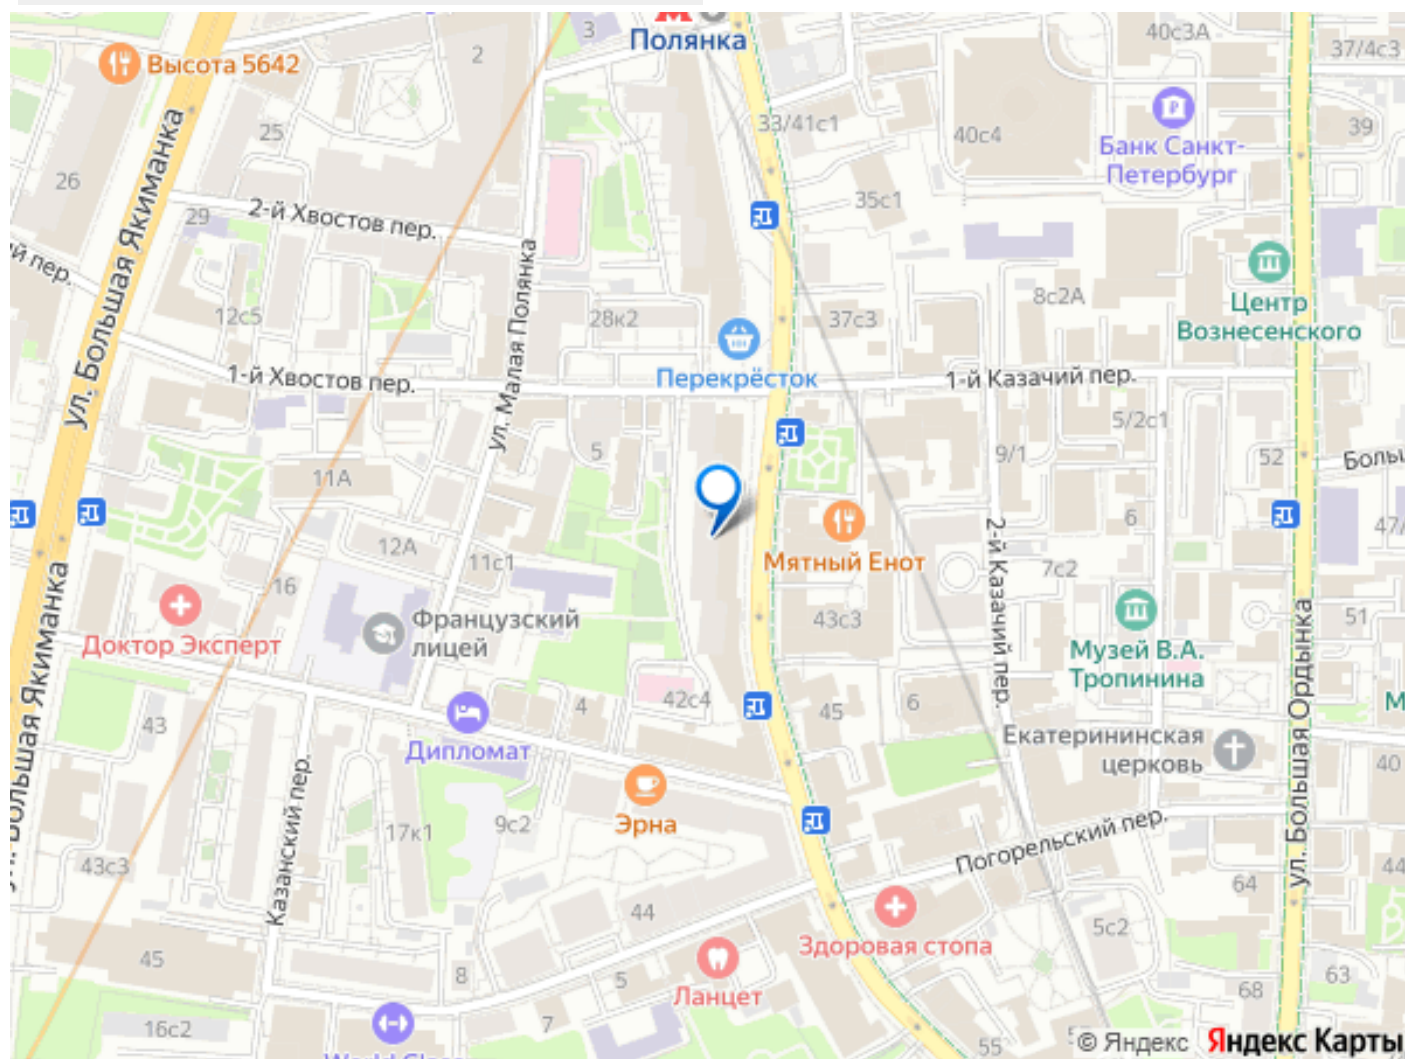 40с3А
3
Полянка
37/4с3
2
Высота 5642
33/41с1
25
40с4
39
Банк Санкт-
Петербург
26
35с1
2-й Хвостов пер.
29
ул. Большая Якиманка
й пер.
ул. Малая Полянка
8с2А
Центр
Вознесенского
12с5
28к2
37с3
1-й Хвостов пер.
Перекрёсток
1-й Казачий пер.
5/2с1
5
9/1
52
Боль
11А
6
47/
12А
11с1
Мятный Енот
2-й Казачий пер.
7с2
16
Французский
лицей
43с3
51
Доктор Эксперт
Музей В.А.
Тропинина
ул. Большая Ордынка
42с4
4
45
6
М
43
Дипломат
Екатерининская
церковь
40
ул. Большая Якиманка
Казанский пер.
17к1
9с2
Эрна
Погорельский пер.
43с3
44
64
44
5с2
Здоровая стопа
45
8
5
Ланцет
63
68
16с2
7
55
World Class
© Яндекс
Яндекс Карты